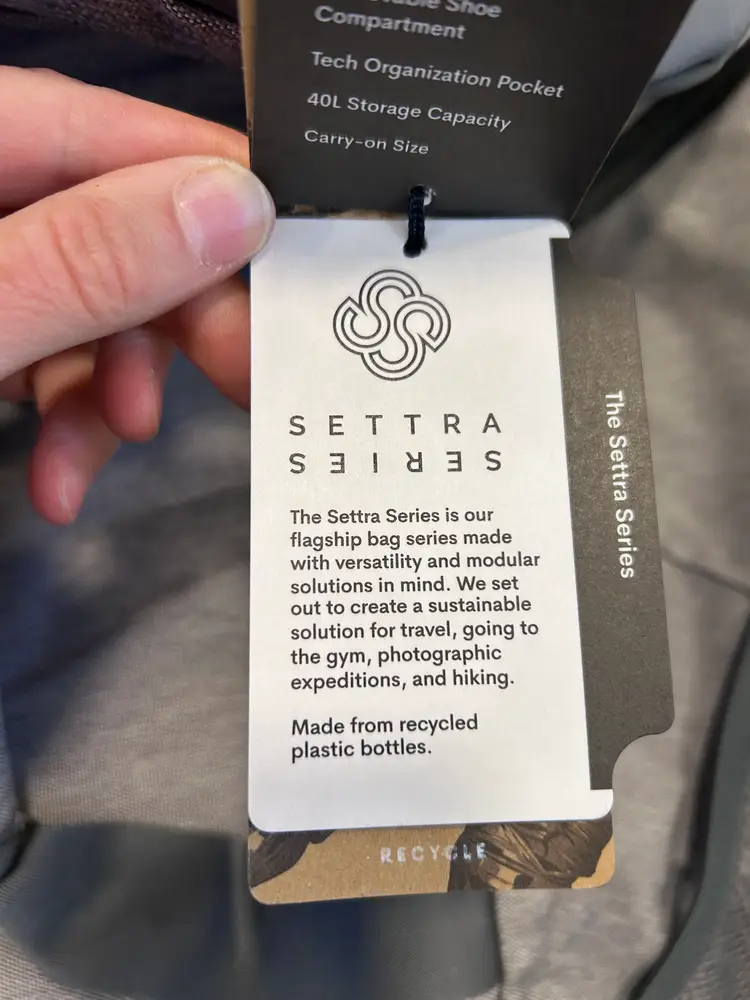 Shoe
Compartment
Tech Organization Pocket
40L Storage Capacity
Carry-on Size
SETTRA
SERIES
The Settra Series is our
flagship bag series made
with versatility and modular
solutions in mind. We set
out to create a sustainable
solution for travel, going to
the gym, photographic
expeditions, and hiking.
Made from recycled
plastic bottles.
The Settra Series
RECYCLE